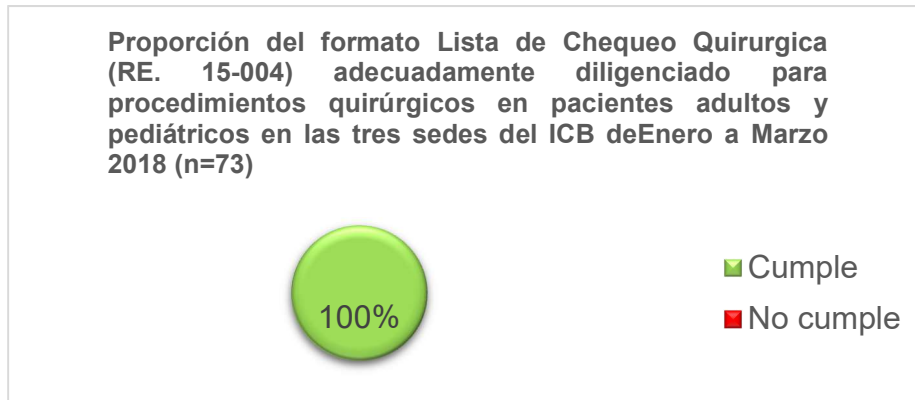 Proporción del formato Lista de Chequeo Quirurgica
(RE. 15-004) adecuadamente diligenciado para
procedimientos quirúrgicos en pacientes adultos y
pediátricos en las tres sedes del ICB deEnero a Marzo
2018 (n=73)
100%
Cumple
No cumple